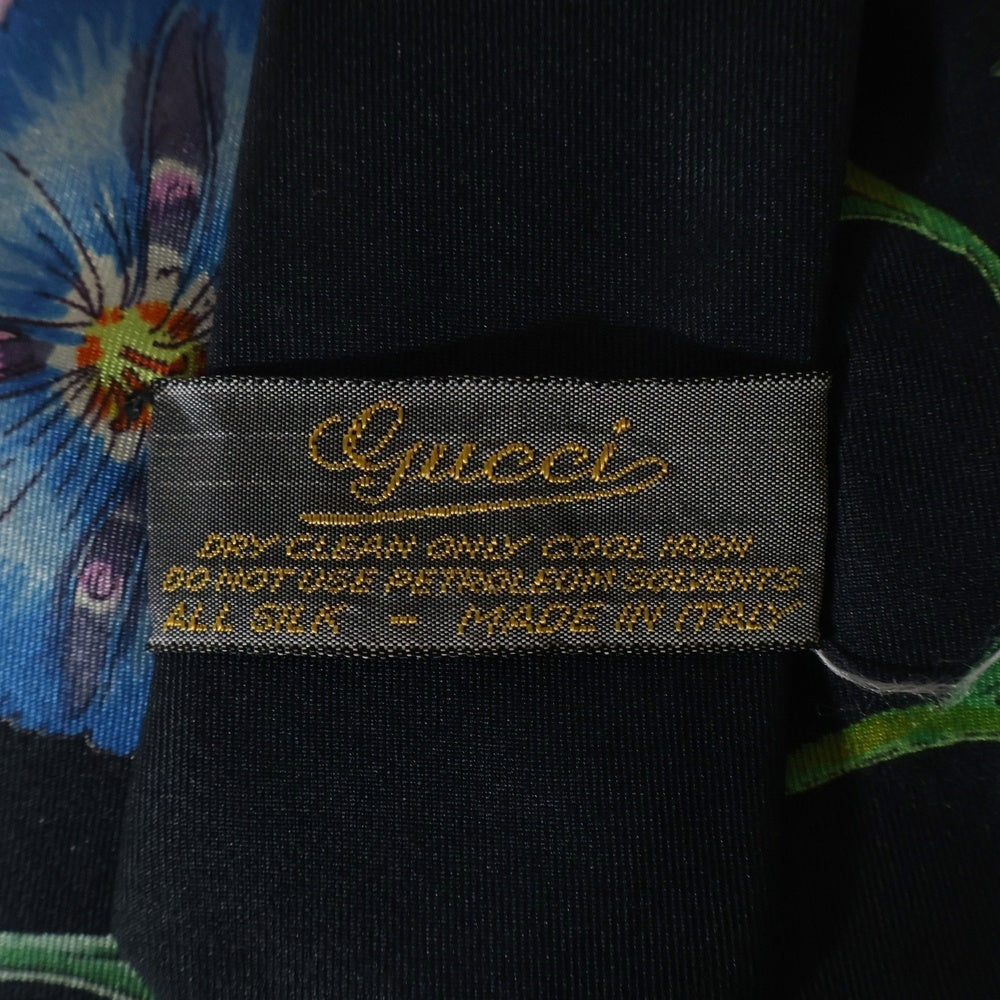 Gucci
DRY CLEAN ONLY COOL IRON
DO NOT USE PETROLEUM SOLVENTS
ALL SILK - MADE IN ITALY